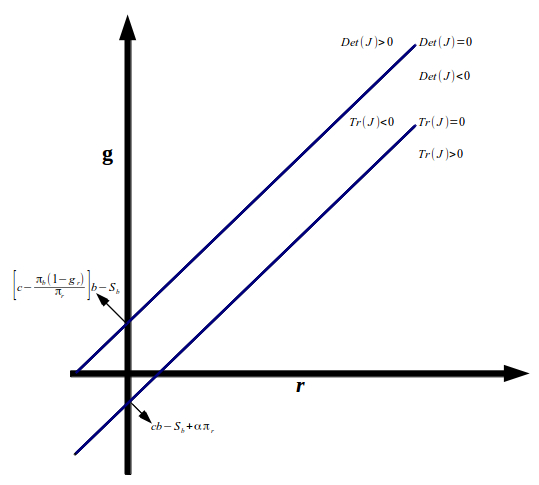 Det(J)>0
Det(J)=0
Det(J)<0
Tr(J)<0
Tr(J)=0
Tr(J)>0
g
[c−π_b(1−g_r)/π_r]b−S_b
r
cb−S_b+απ_r